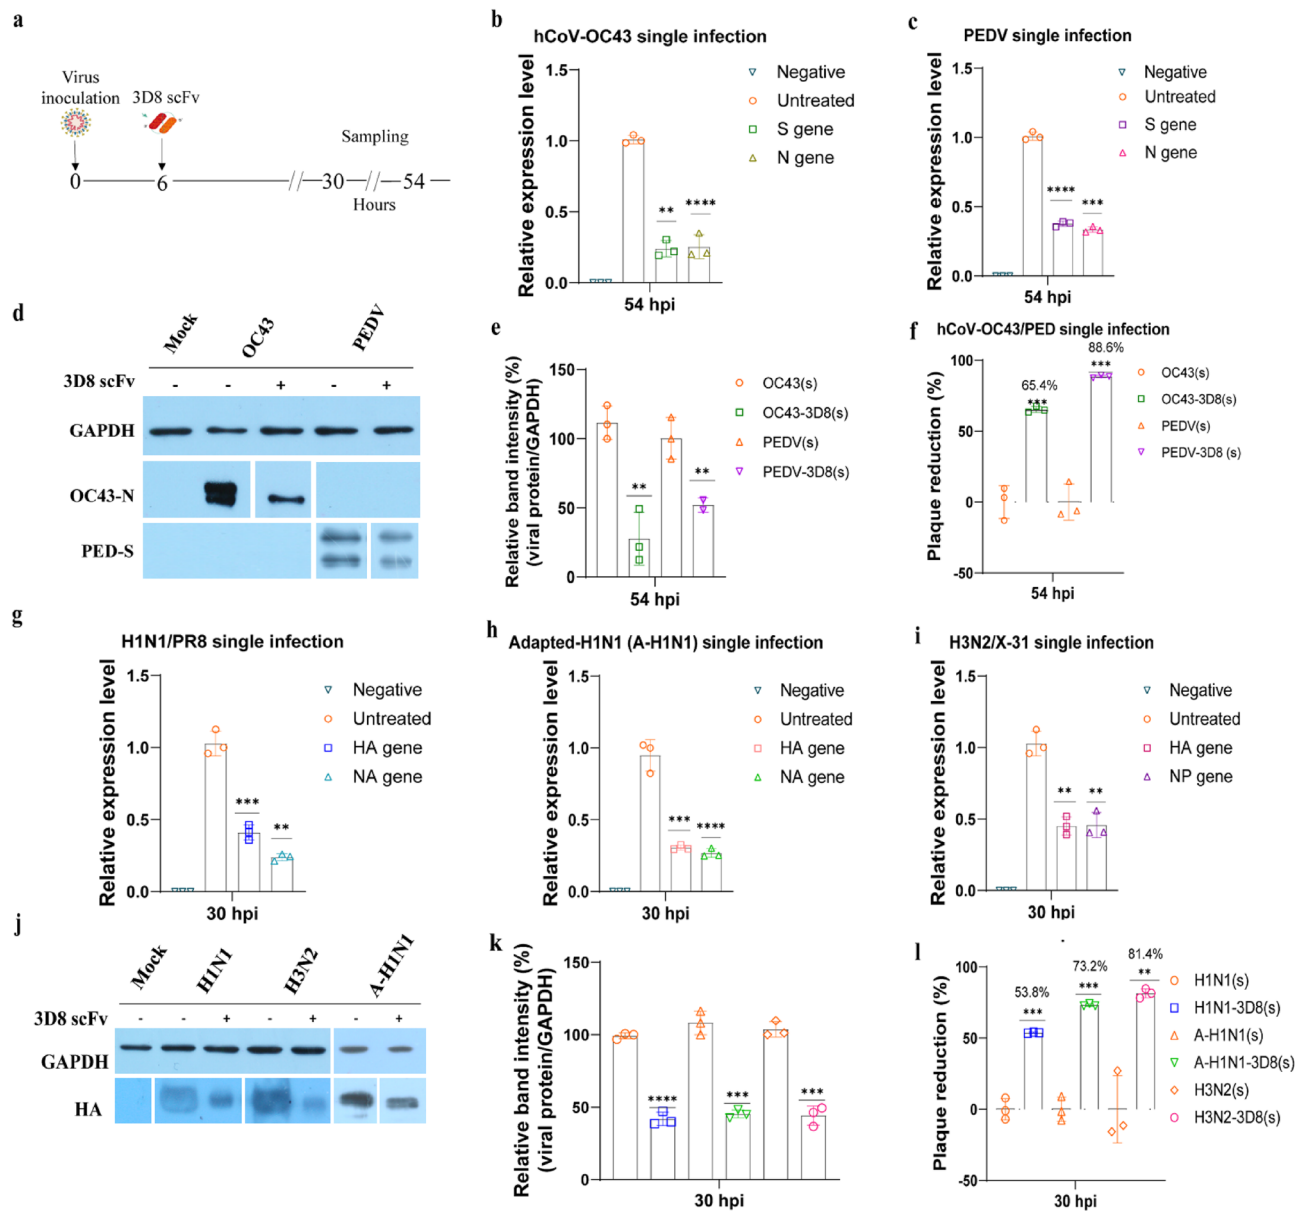 a
Virus
inoculation
3D8 scFv
Sampling
0
6
30
54
Hours
b
hCoV-OC43 single infection
Relative expression level
1.5
1.0
0.5
0.0
** ****
54 hpi
Negative
Untreated
S gene
N gene
c
PEDV single infection
Relative expression level
1.5
1.0
0.5
0.0
**** ***
54 hpi
Negative
Untreated
S gene
N gene
d
Mock OC43 PEDV
3D8 scFv - - + - +
GAPDH
OC43-N
PED-S
e
Relative band intensity (%)
(viral protein/GAPDH)
150
100
50
0
** **
54 hpi
OC43(s)
OC43-3D8(s)
PEDV(s)
PEDV-3D8(s)
f
hCoV-OC43/PED single infection
Plaque reduction (%)
100
50
0
-50
65.4%
***
88.6%
***
54 hpi
OC43(s)
OC43-3D8(s)
PEDV(s)
PEDV-3D8 (s)
g
H1N1/PR8 single infection
Relative expression level
1.5
1.0
0.5
0.0
*** **
30 hpi
Negative
Untreated
HA gene
NA gene
h
Adapted-H1N1 (A-H1N1) single infection
Relative expression level
1.5
1.0
0.5
0.0
*** ****
30 hpi
Negative
Untreated
HA gene
NA gene
i
H3N2/X-31 single infection
Relative expression level
1.5
1.0
0.5
0.0
** **
30 hpi
Negative
Untreated
HA gene
NP gene
j
Mock H1N1 H3N2 A-H1N1
3D8 scFv - - + - + - +
GAPDH
HA
k
Relative band intensity (%)
(viral protein/GAPDH)
150
100
50
0
**** *** ***
30 hpi
l
Plaque reduction (%)
100
50
0
-50
53.8%
***
73.2%
***
81.4%
**
30 hpi
H1N1(s)
H1N1-3D8(s)
A-H1N1(s)
A-H1N1-3D8(s)
H3N2(s)
H3N2-3D8(s)